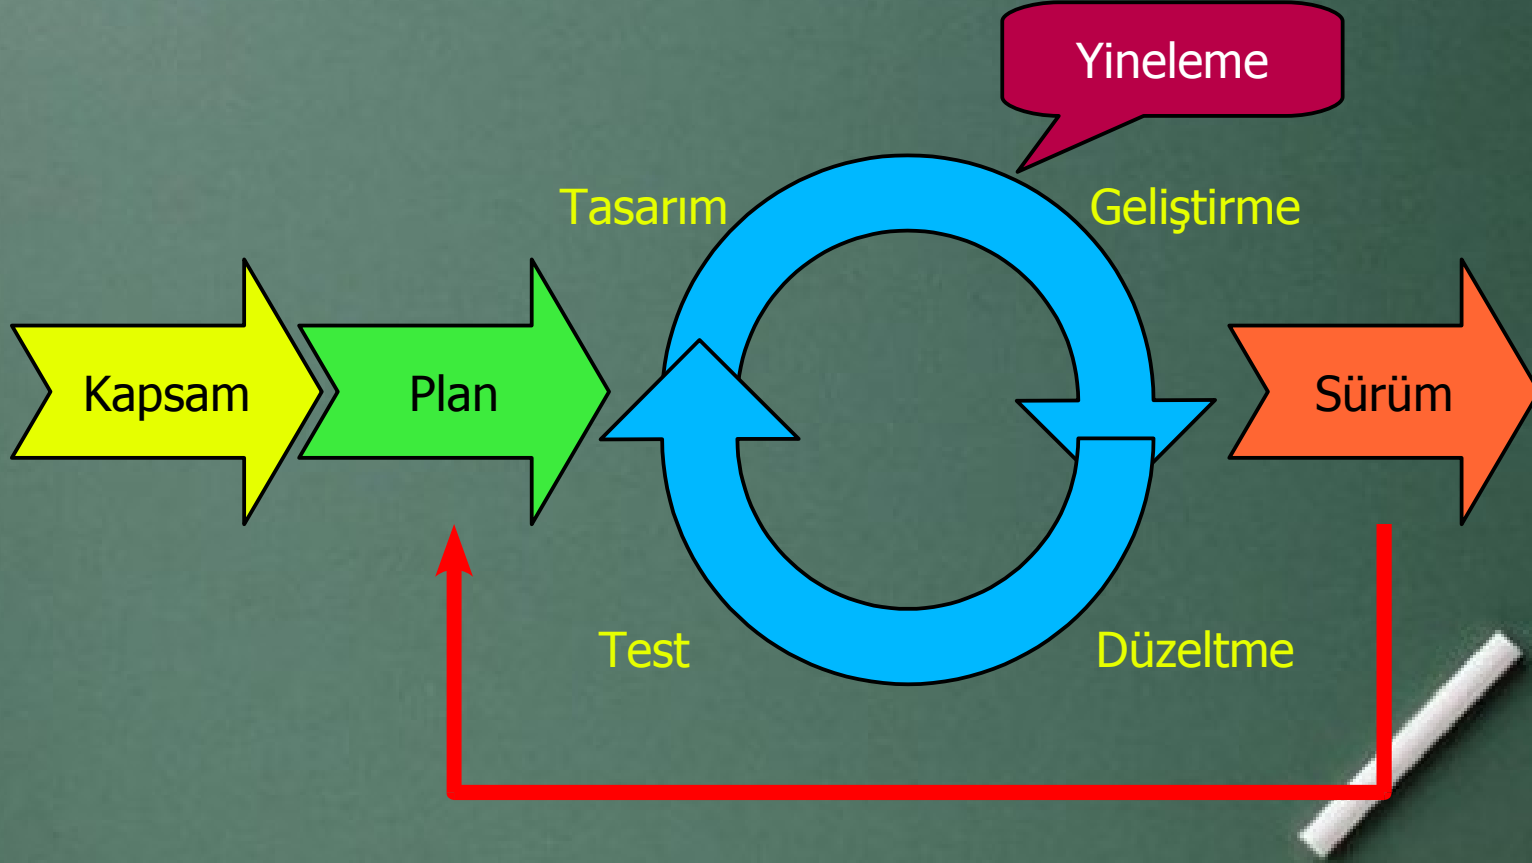 Yineleme
Tasarım
Geliştirme
Kapsam
Plan
Sürüm
Test
Düzeltme